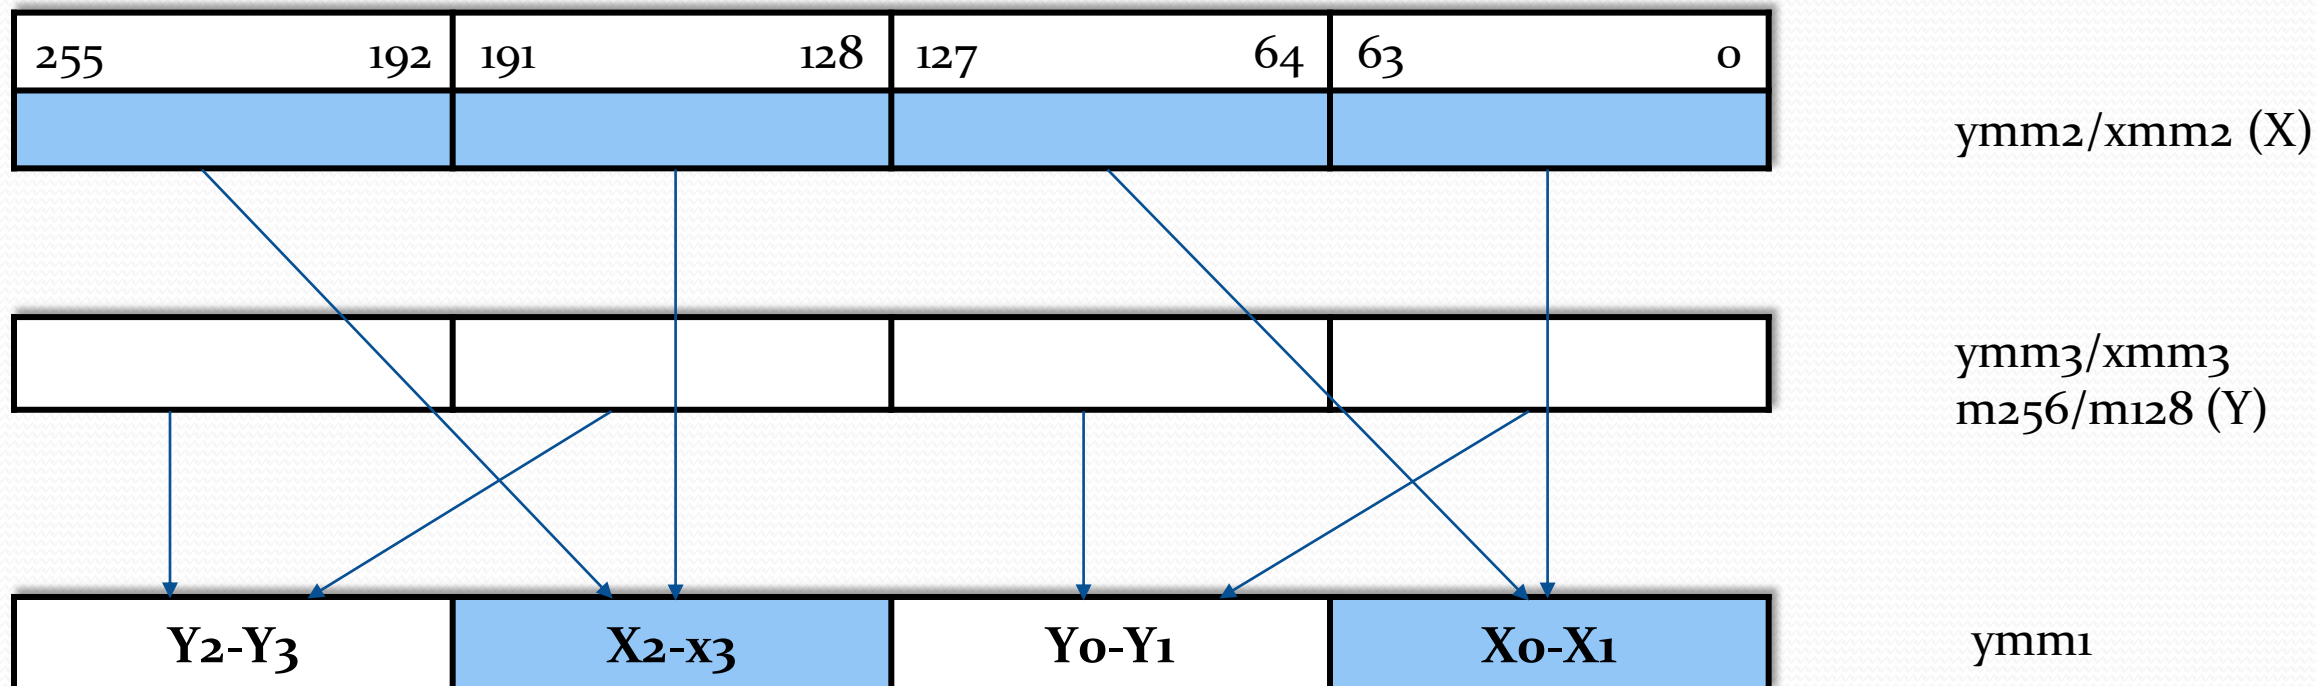 255 192 191 128 127 64 63 0
ymm2/xmm2 (X)
ymm3/xmm3
m256/m128 (Y)
Y2-Y3 X2-x3 Y0-Y1 X0-X1
ymm1